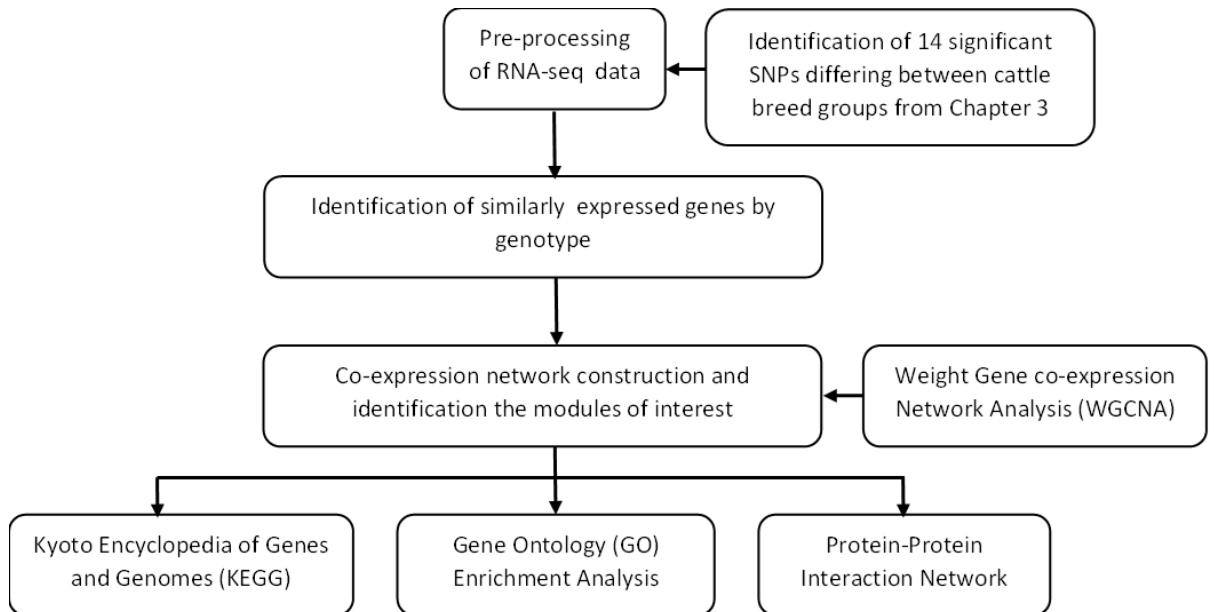 Pre-processing
of RNA-seq data
Identification of 14 significant
SNPs differing between cattle
breed groups from Chapter 3
Identification of similarly expressed genes by
genotype
Co-expression network construction and
identification the modules of interest
Weight Gene co-expression
Network Analysis (WGCNA)
Kyoto Encyclopedia of Genes
and Genomes (KEGG)
Gene Ontology (GO)
Enrichment Analysis
Protein-Protein
Interaction Network